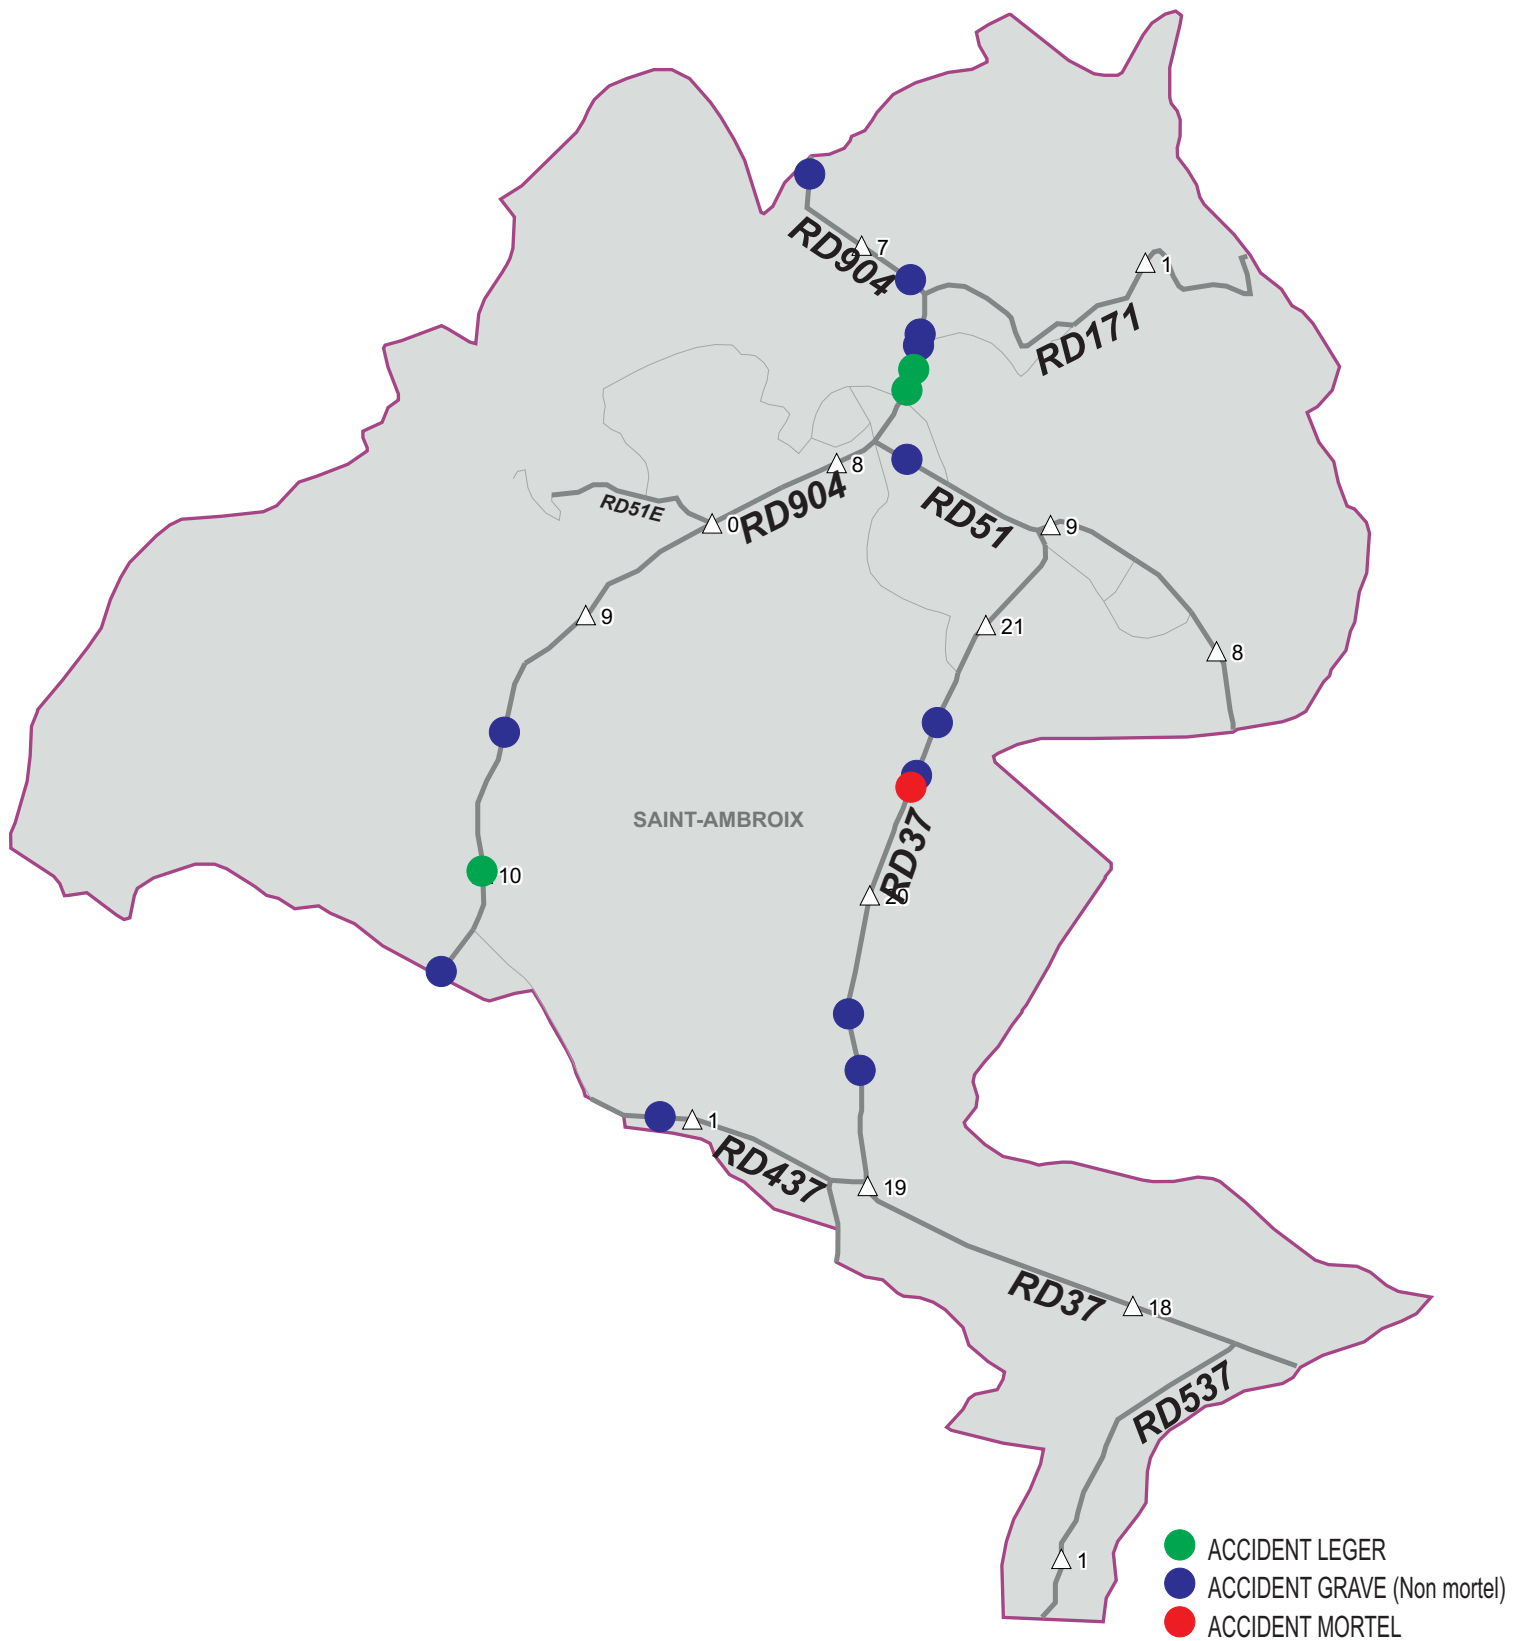 7
RD904
1
RD171
8
RD904
RD51E
0
RD51
9
9
21
8
SAINT-AMBROIX
RD37
10
20
1
RD437
19
RD37
18
RD537
1
ACCIDENT LEGER
ACCIDENT GRAVE (Non mortel)
ACCIDENT MORTEL